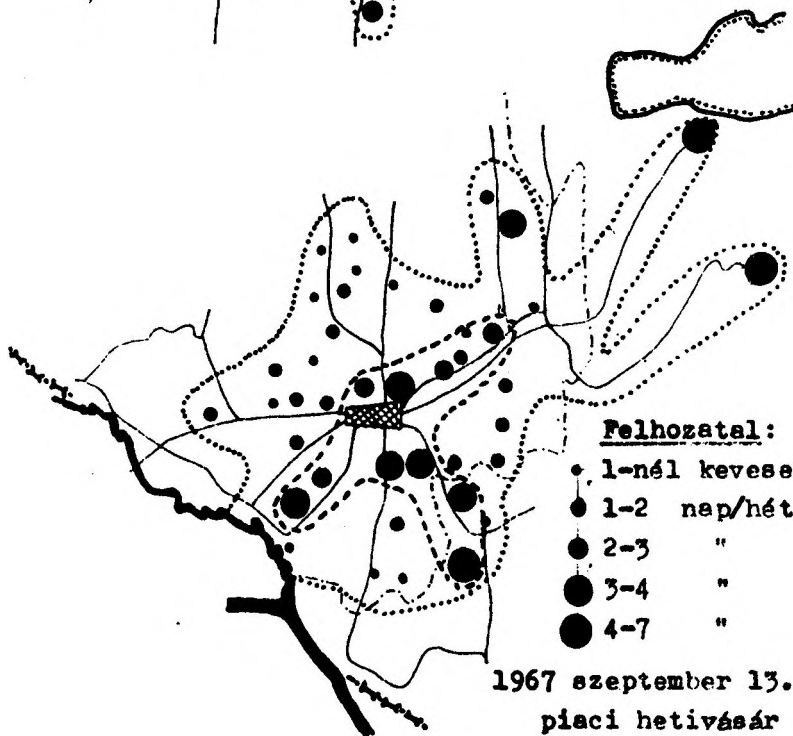 Felhozatal:
1-nél kevese
1-2 nap/hét
2-3 "
3-4 "
4-7 "
1967 szeptember 13.
piaci hetivásár